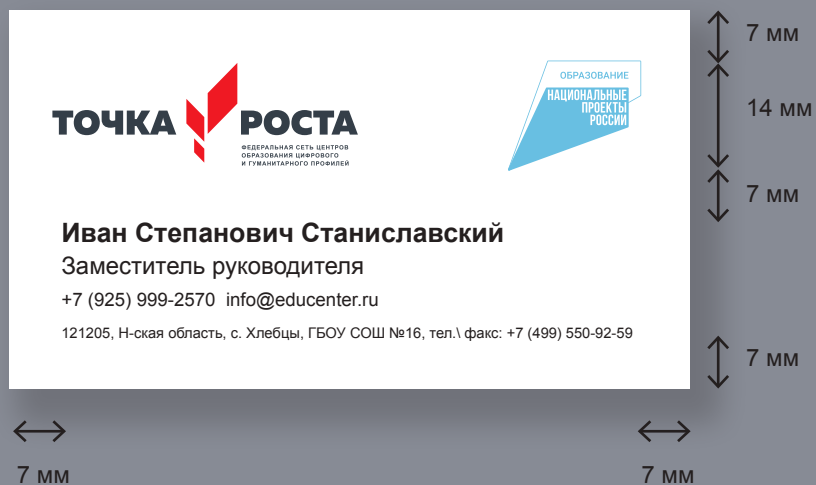 ТОЧКА РОСТА
ФЕДЕРАЛЬНАЯ СЕТЬ ЦЕНТРОВ
ОБРАЗОВАНИЯ ЦИФРОВОГО
И ГУМАНИТАРНОГО ПРОФИЛЕЙ
ОБРАЗОВАНИЕ
НАЦИОНАЛЬНЫЕ
ПРОЕКТЫ
РОССИИ
Иван Степанович Станиславский
Заместитель руководителя
+7 (925) 999-2570 info@educenter.ru
121205, Н-ская область, с. Хлебцы, ГБОУ СОШ №16, тел.\ факс: +7 (499) 550-92-59
7 мм
14 мм
7 мм
7 мм
7 мм
7 мм